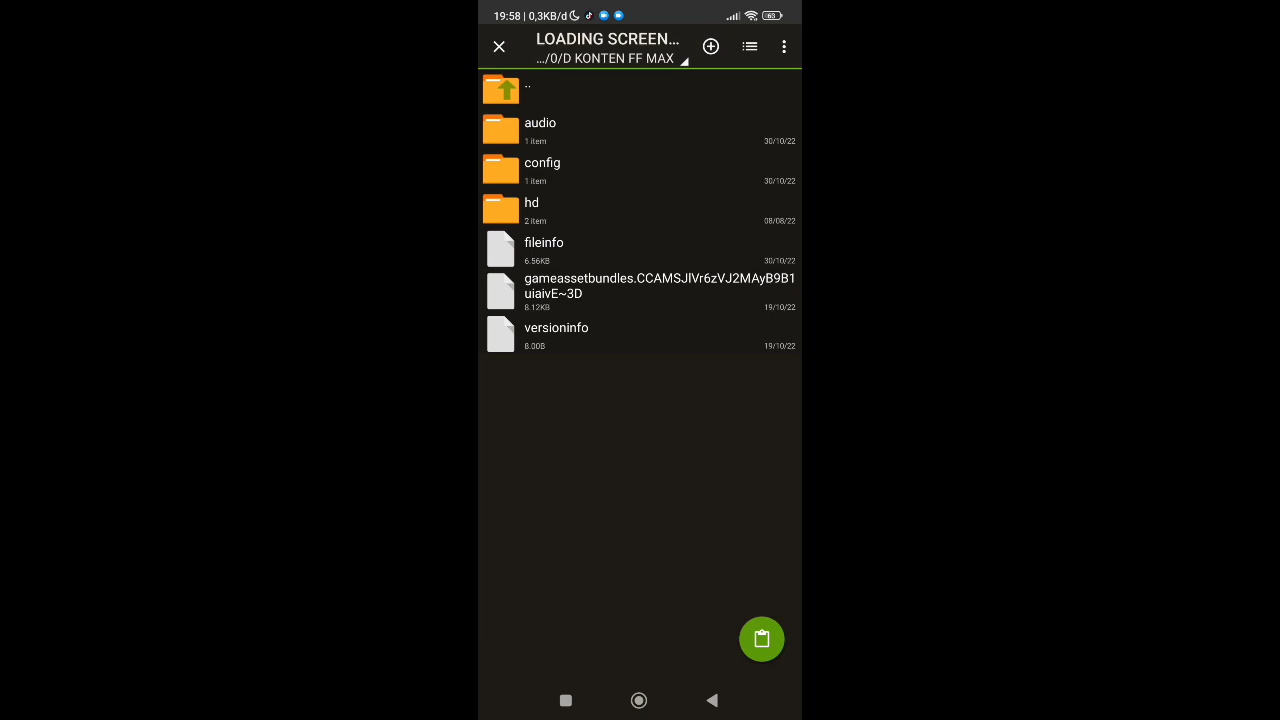 19:58 | 0,3KB/d
60
LOADING SCREEN...
.../0/D KONTEN FF MAX
..
audio
1 item
30/10/22
config
1 item
30/10/22
hd
2 item
08/08/22
fileinfo
6.56KB
30/10/22
gameassetbundles.CCAMSJlVr6zVJ2MAyB9B1
uiaivE~3D
8.12KB
19/10/22
versioninfo
8.00B
19/10/22